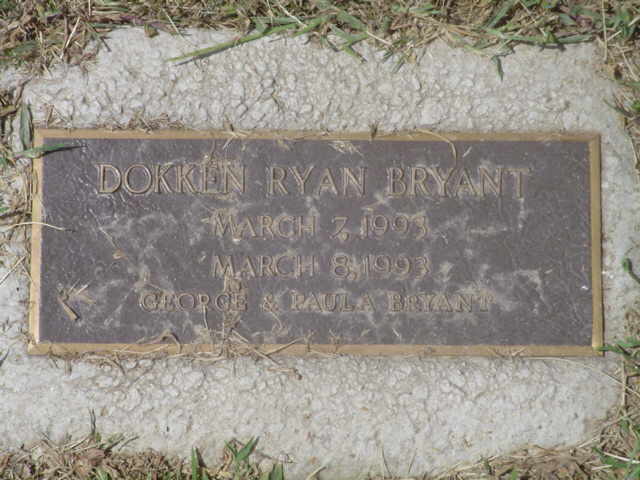 DOKKEN RYAN BRYANT
MARCH 7, 1993
MARCH 8, 1993
GEORGE & PAULA BRYANT